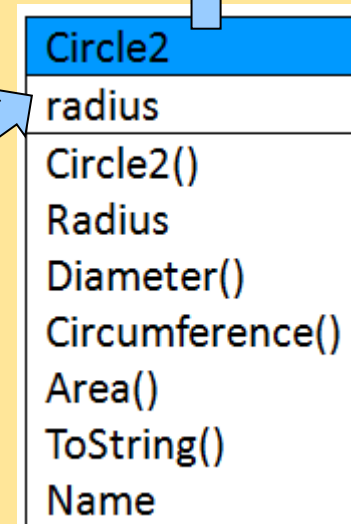 Circle2
radius
Circle2()
Radius
Diameter()
Circumference()
Area()
ToString()
Name